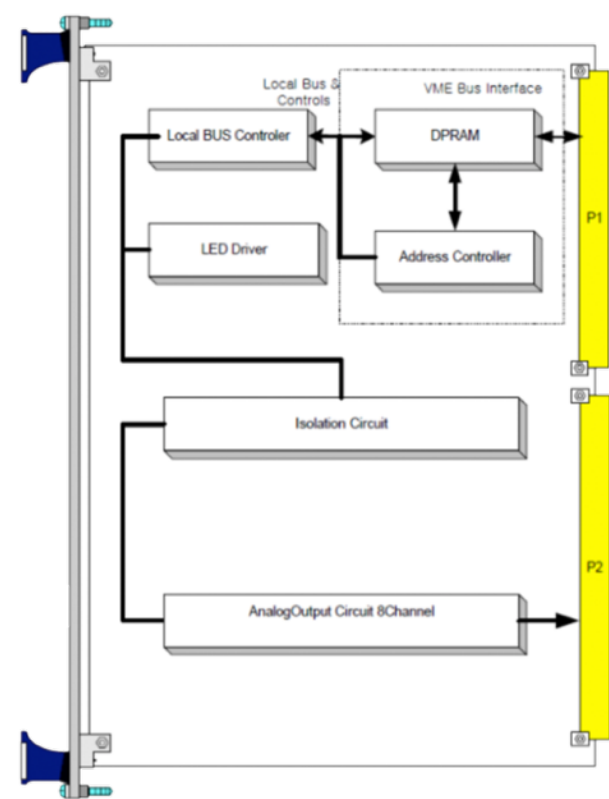 Local Bus &
Controls
VME Bus Interface
Local BUS Controler
DPRAM
P1
LED Driver
Address Controller
Isolation Circuit
P2
AnalogOutput Circuit 8Channel